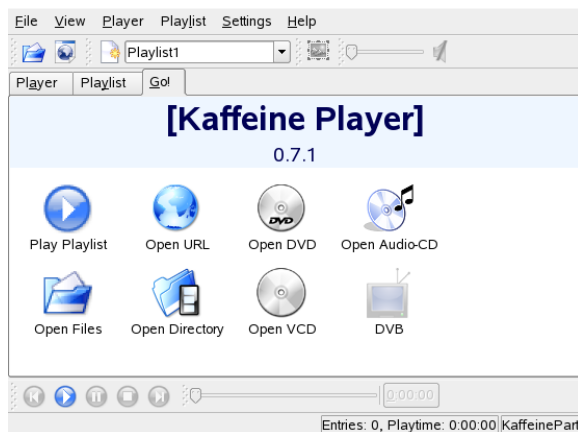 File View Player Playlist Settings Help
Playlist1
Player Playlist Go!
[Kaffeine Player]
0.7.1
Play Playlist Open URL Open DVD Open Audio-CD
Open Files Open Directory Open VCD DVB
0:00:00
Entries: 0, Playtime: 0:00:00 KaffeinePart